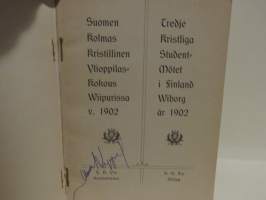 Suomen
Kolmas
Kristillinen
Ylioppilas-
Kokous
Wiipurissa
v. 1902
Tredje
Kristliga
Student-
Mötet
i Finland
Wiborg
år 1902